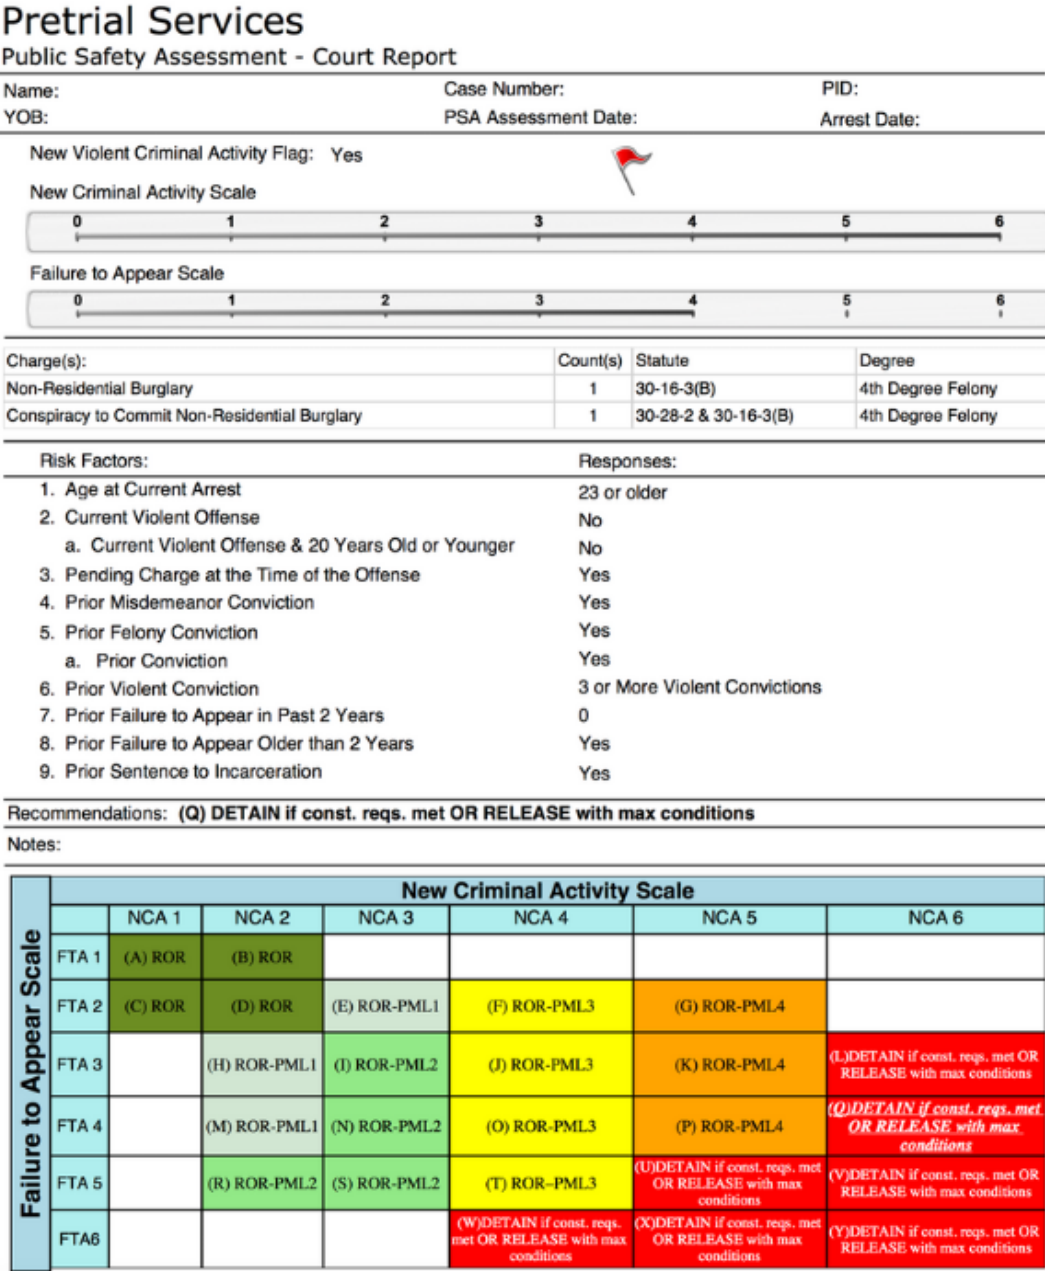 Pretrial Services
Public Safety Assessment - Court Report
Name: Case Number: PID:
YOB: PSA Assessment Date: Arrest Date:
New Violent Criminal Activity Flag: Yes
New Criminal Activity Scale
0 1 2 3 4 5 6
Failure to Appear Scale
0 1 2 3 4 5 6
Charge(s): Count(s) Statute Degree
Non-Residential Burglary 1 30-16-3(B) 4th Degree Felony
Conspiracy to Commit Non-Residential Burglary 1 30-28-2 & 30-16-3(B) 4th Degree Felony
Risk Factors: Responses:
1. Age at Current Arrest 23 or older
2. Current Violent Offense No
a. Current Violent Offense & 20 Years Old or Younger No
3. Pending Charge at the Time of the Offense Yes
4. Prior Misdemeanor Conviction Yes
5. Prior Felony Conviction Yes
a. Prior Conviction Yes
6. Prior Violent Conviction 3 or More Violent Convictions
7. Prior Failure to Appear in Past 2 Years 0
8. Prior Failure to Appear Older than 2 Years Yes
9. Prior Sentence to Incarceration Yes
Recommendations: (Q) DETAIN if const. reqs. met OR RELEASE with max conditions
Notes:
Failure to Appear Scale
New Criminal Activity Scale
NCA 1 NCA 2 NCA 3 NCA 4 NCA 5 NCA 6
FTA 1 (A) ROR (B) ROR
FTA 2 (C) ROR (D) ROR (E) ROR-PML1 (F) ROR-PML3 (G) ROR-PML4
FTA 3 (H) ROR-PML1 (I) ROR-PML2 (J) ROR-PML3 (K) ROR-PML4 (L)DETAIN if const. reqs. met OR
RELEASE with max conditions
FTA 4 (M) ROR-PML1 (N) ROR-PML2 (O) ROR-PML3 (P) ROR-PML4 (Q)DETAIN if const. reqs. met
OR RELEASE with max
conditions
FTA 5 (R) ROR-PML2 (S) ROR-PML2 (T) ROR–PML3 (U)DETAIN if const. reqs. met
OR RELEASE with max
conditions
(V)DETAIN if const. reqs. met OR
RELEASE with max conditions
FTA6 (W)DETAIN if const. reqs.
met OR RELEASE with max
conditions
(X)DETAIN if const. reqs. met
OR RELEASE with max
conditions
(Y)DETAIN if const. reqs. met OR
RELEASE with max conditions